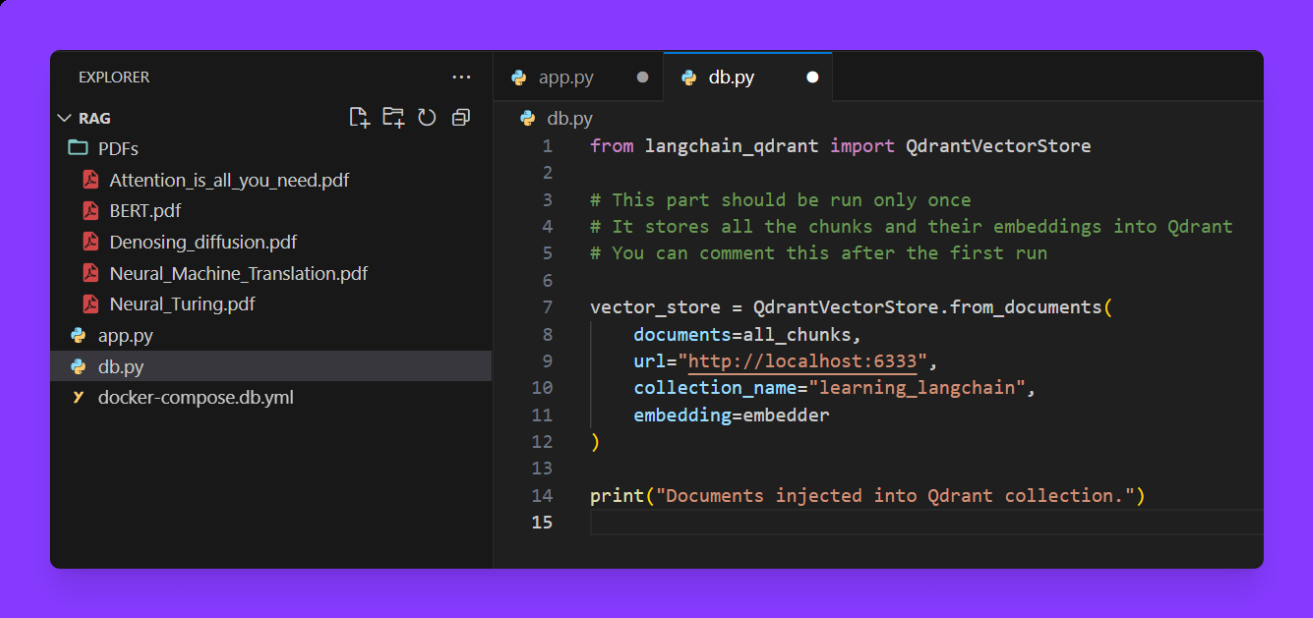 EXPLORER
RAG
PDFs
Attention_is_all_you_need.pdf
BERT.pdf
Denosing_diffusion.pdf
Neural_Machine_Translation.pdf
Neural_Turing.pdf
app.py
db.py
docker-compose.db.yml
app.py
db.py
db.py
1 from langchain_qdrant import QdrantVectorStore
2
3 # This part should be run only once
4 # It stores all the chunks and their embeddings into Qdrant
5 # You can comment this after the first run
6
7 vector_store = QdrantVectorStore.from_documents(
8     documents=all_chunks,
9     url="http://localhost:6333",
10     collection_name="learning_langchain",
11     embedding=embedder
12 )
13
14 print("Documents injected into Qdrant collection.")
15